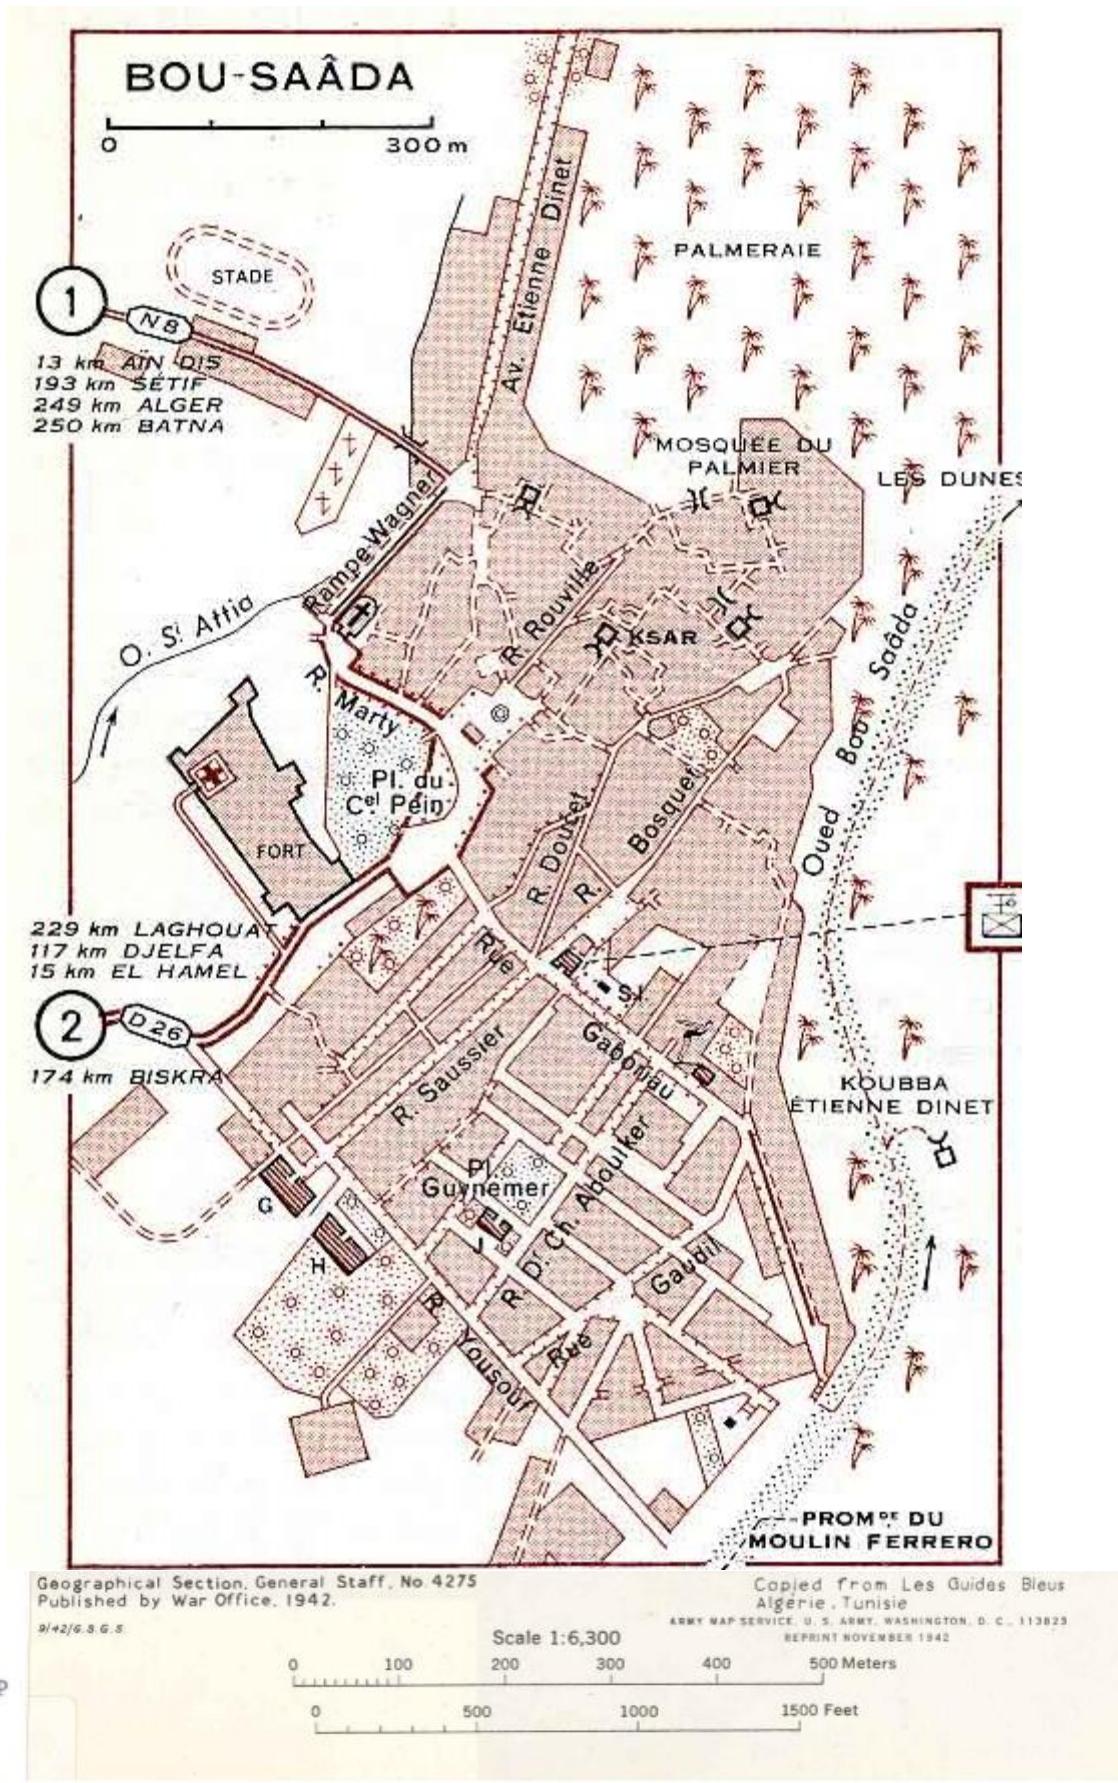 BOU-SAÂDA
0 300 m
Av. Étienne Dinet
PALMERAIE
STADE
1
N 8
13 km AÏN DIS
193 km SÉTIF
249 km ALGER
250 km BATNA
MOSQUÉE DU
PALMIER
LES DUNES
Rampe Wagner
R. Rouville
O. Sⁱ Attia
KSAR
R. Marty
Oued Bou Saâda
Pl. du
Cᵉˡ Pein
FORT
R. Doucet
R. Bosquet
229 km LAGHOUAT
117 km DJELFA
15 km EL HAMEL
2
D 26
174 km BISKRA
Rue Gaboriau
S.I.
R. Saussier
KOUBBA
ÉTIENNE DINET
Pl.
Guynemer
R. Dʳ Ch. Aboulker
G
H
J
Rue Gaudil
R. Yousouf
PROMᴰᴱ DU
MOULIN FERRERO
Geographical Section, General Staff, No. 4275
Published by War Office, 1942.
9/42/G.S.G.S.
Copied from Les Guides Bleus
Algérie, Tunisie
ARMY MAP SERVICE, U. S. ARMY, WASHINGTON, D. C., 113823
REPRINT NOVEMBER 1942
Scale 1:6,300
0 100 200 300 400 500 Meters
0 500 1000 1500 Feet